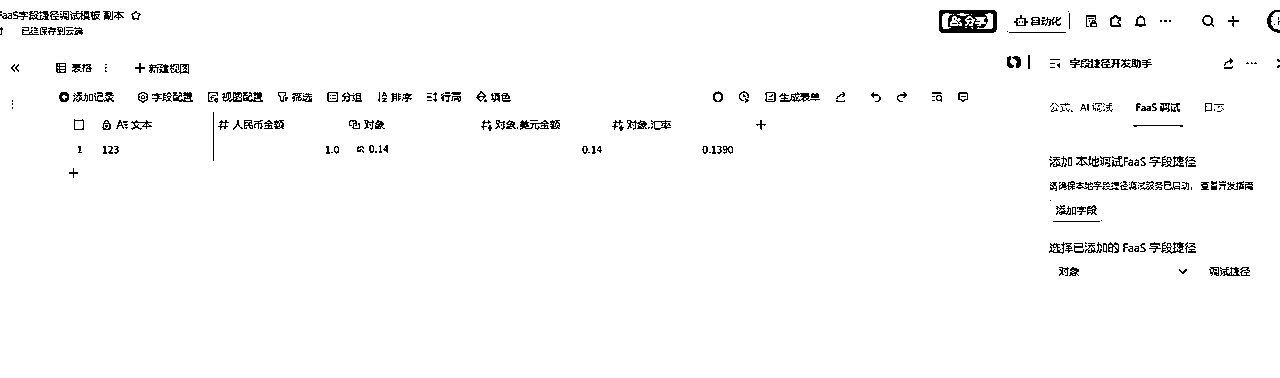 FaaS字段捷径调试模板 副本
已经保存到云端
分享
自动化
表格
新建视图
字段捷径开发助手
添加记录 字段配置 视图配置 筛选 分组 排序 行高 填色 生成表单
公式、AI 调试 FaaS 调试 日志
文本 人民币金额 对象 对象.美元金额 对象.汇率
1 123 1.0 0.14 0.14 0.1390
添加 本地调试FaaS 字段捷径
请确保本地字段捷径调试服务已启动, 查看开发指南
添加字段
选择已添加的 FaaS 字段捷径
对象 调试捷径